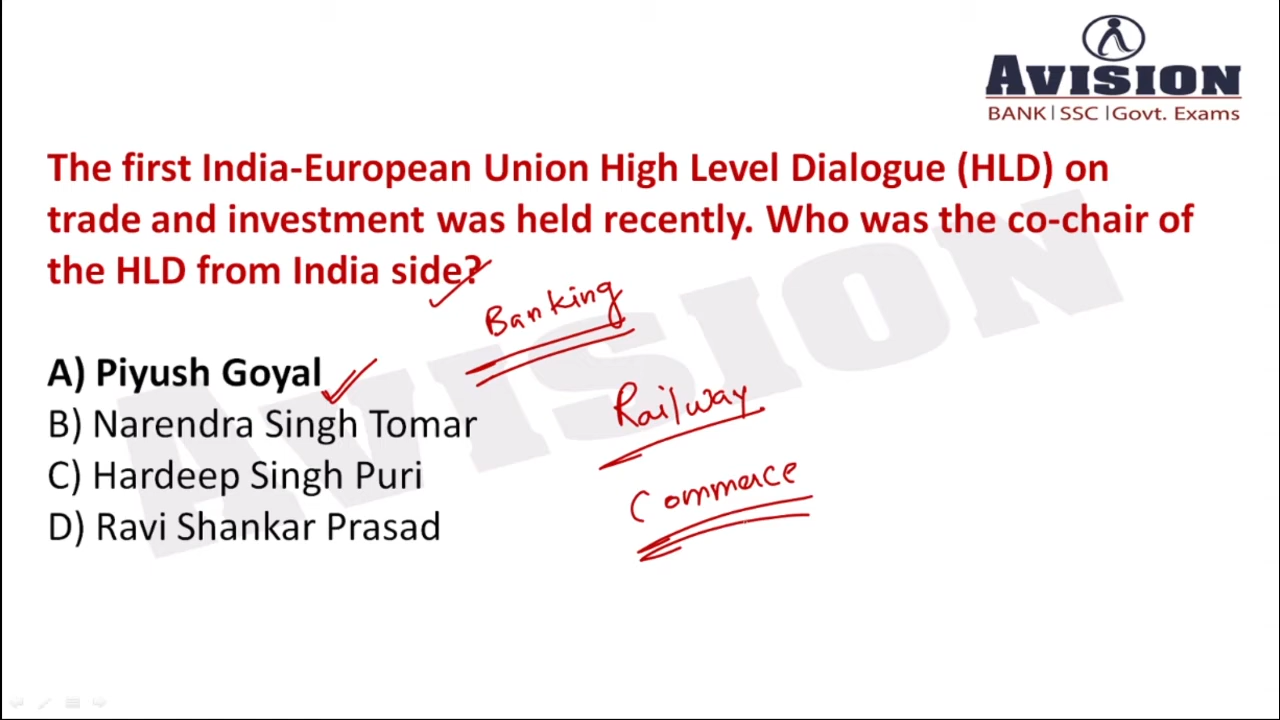 AVISION
BANK | SSC | Govt. Exams
The first India-European Union High Level Dialogue (HLD) on
trade and investment was held recently. Who was the co-chair of
the HLD from India side?
Banking
A) Piyush Goyal
Railway
B) Narendra Singh Tomar
C) Hardeep Singh Puri
Commerce
D) Ravi Shankar Prasad
AVISION